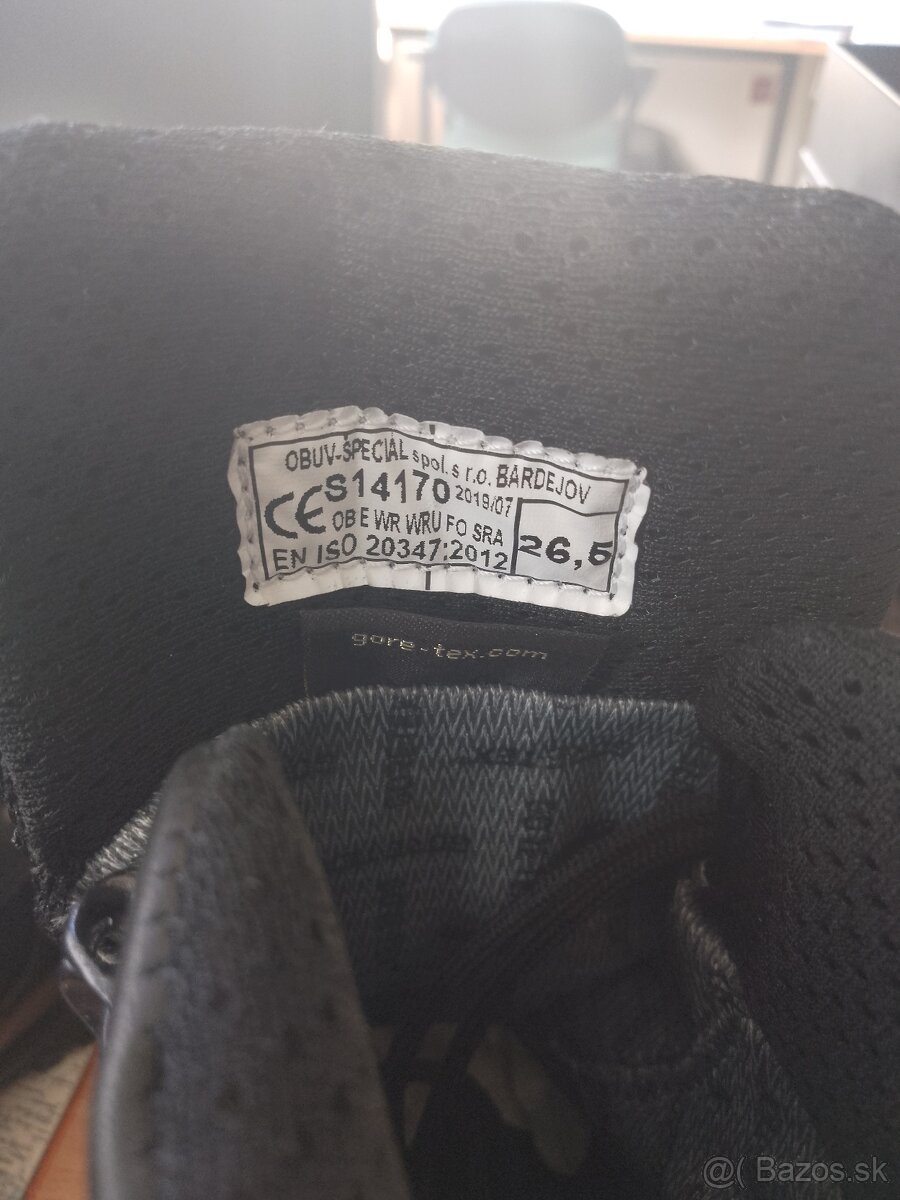 OBUV-ŠPECIÁL spol. s r.o. BARDEJOV
CE S14170 2019/07
OB E WR WRU FO SRA
EN ISO 20347:2012
26,5
gore-tex.com
@( Bazos.sk